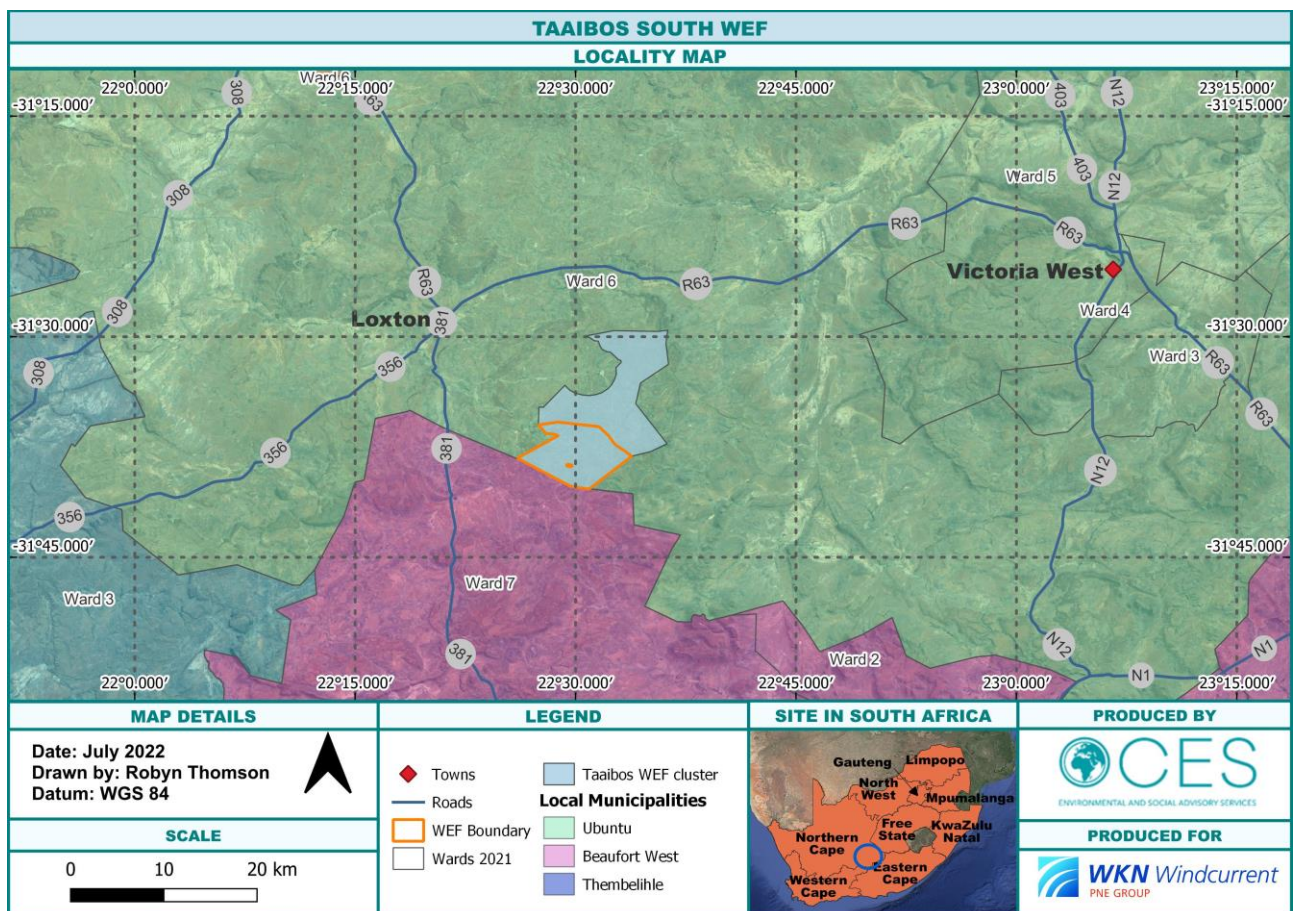 TAAIBOS SOUTH WEF
LOCALITY MAP
22°0.000' 22°15.000' 22°30.000' 22°45.000' 23°0.000' 23°15.000'
-31°15.000' -31°15.000'
Ward 6
308 R63 403 N12
308 403 N12
Ward 5
R63 R63
Victoria West
R63 Ward 6 R63
308 Loxton 381 Ward 4
-31°30.000' -31°30.000'
308 356 Ward 3 R63
R63
356 381 N12
356
-31°45.000' -31°45.000'
Ward 3 Ward 7
381 Ward 2 N12 N1 N1
22°0.000' 22°15.000' 22°30.000' 22°45.000' 23°0.000' 23°15.000'
MAP DETAILS
Date: July 2022
Drawn by: Robyn Thomson
Datum: WGS 84
SCALE
0 10 20 km
LEGEND
Towns
Roads
WEF Boundary
Wards 2021
Taaibos WEF cluster
Local Municipalities
Ubuntu
Beaufort West
Thembelihle
SITE IN SOUTH AFRICA
Gauteng
Limpopo
North
West
Mpumalanga
Free
State
KwaZulu
Natal
Northern
Cape
Eastern
Cape
Western
Cape
PRODUCED BY
CES
ENVIRONMENTAL AND SOCIAL ADVISORY SERVICES
PRODUCED FOR
WKN Windcurrent
PNE GROUP